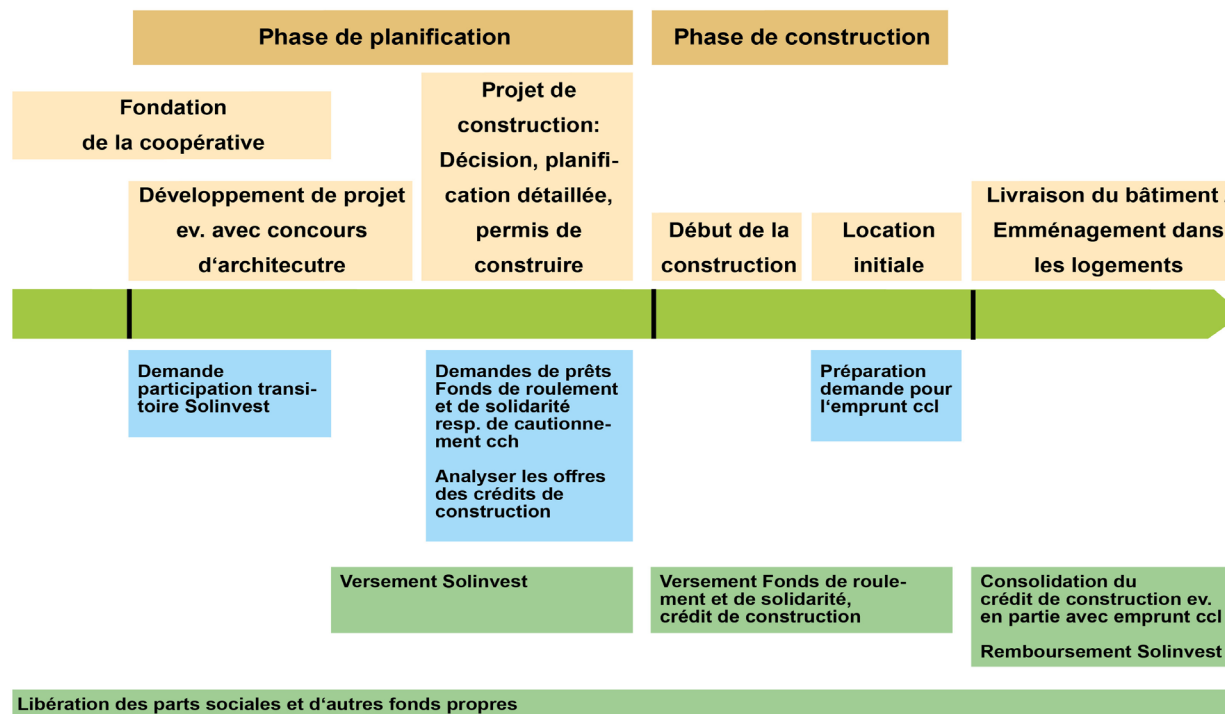 Phase de planification
Phase de construction
Fondation
de la coopérative
Développement de projet
ev. avec concours
d‘architecutre
Projet de
construction:
Décision, planifi-
cation détaillée,
permis de
construire
Début de la
construction
Location
initiale
Livraison du bâtiment
Emménagement dans
les logements
Demande
participation transi-
toire Solinvest
Demandes de prêts
Fonds de roulement
et de solidarité
resp. de cautionne-
ment cch
Analyser les offres
des crédits de
construction
Préparation
demande pour
l‘emprunt ccl
Versement Solinvest
Versement Fonds de roule-
ment et de solidarité,
crédit de construction
Consolidation du
crédit de construction ev.
en partie avec emprunt ccl
Remboursement Solinvest
Libération des parts sociales et d‘autres fonds propres